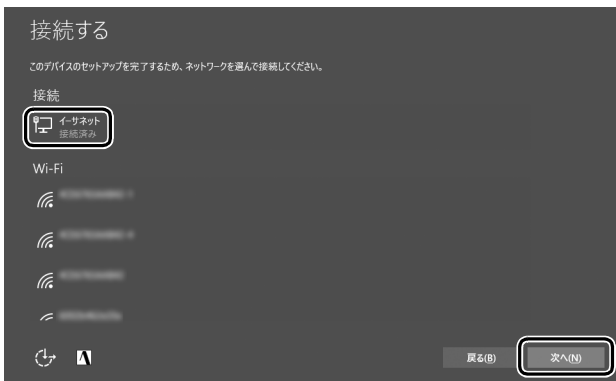 接続する
このデバイスのセットアップを完了するため、ネットワークを選んで接続してください。
接続
イーサネット
接続済み
Wi-Fi
戻る(B)
次へ(N)